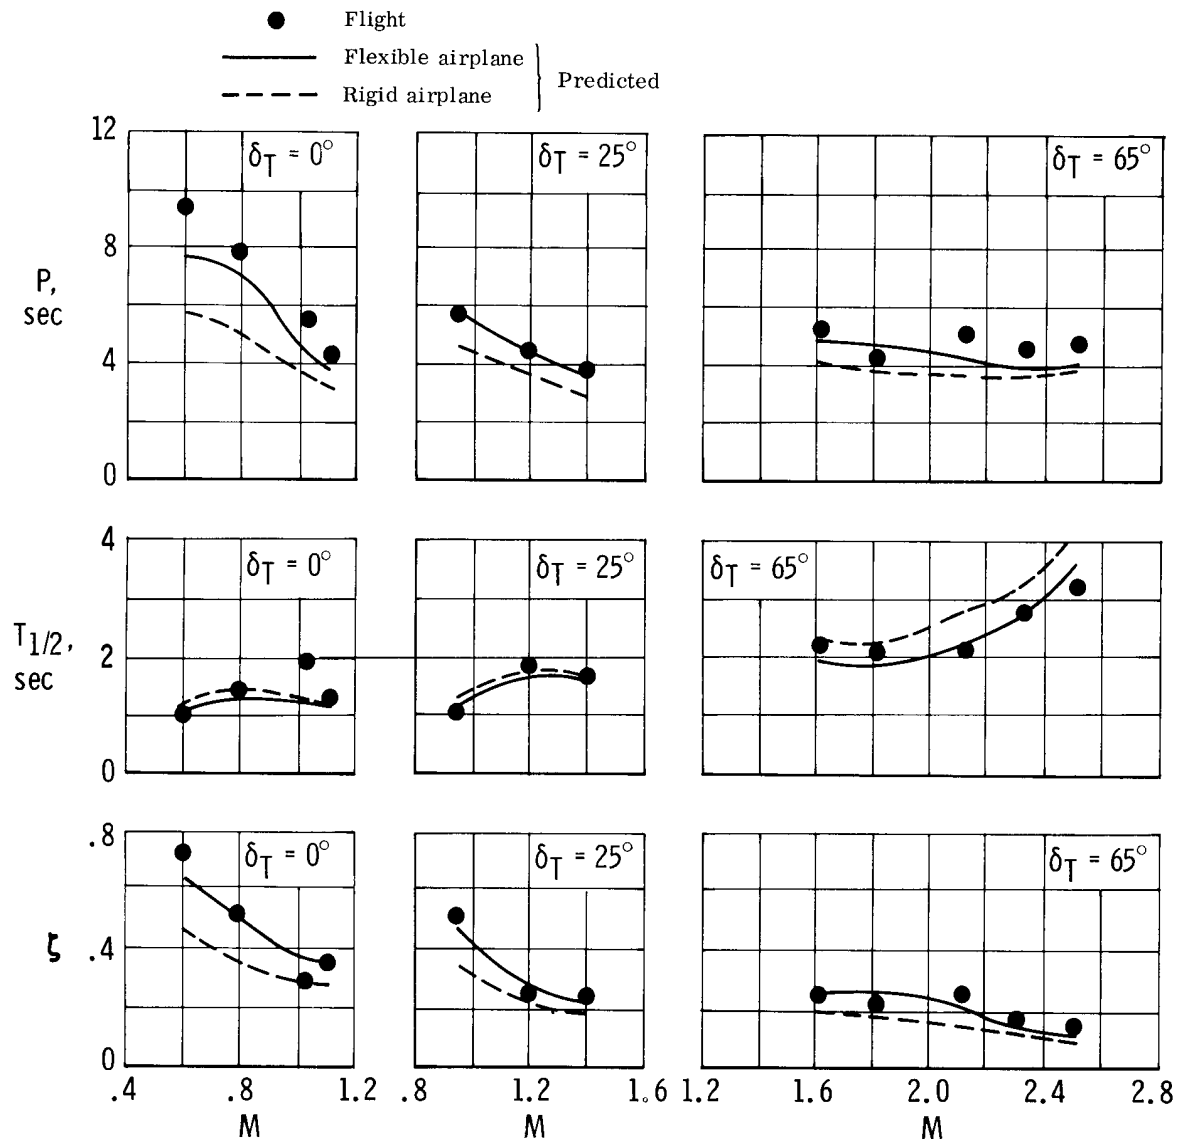 Flight
Flexible airplane
Predicted
Rigid airplane
12
8
4
0
P,
sec
δT = 0°
δT = 25°
δT = 65°
4
2
0
T1/2,
sec
δT = 0°
δT = 25°
δT = 65°
.8
.4
0
ζ
δT = 0°
δT = 25°
δT = 65°
.4 .8 1.2 .8 1.2 1.6 1.2 1.6 2.0 2.4 2.8
M M M